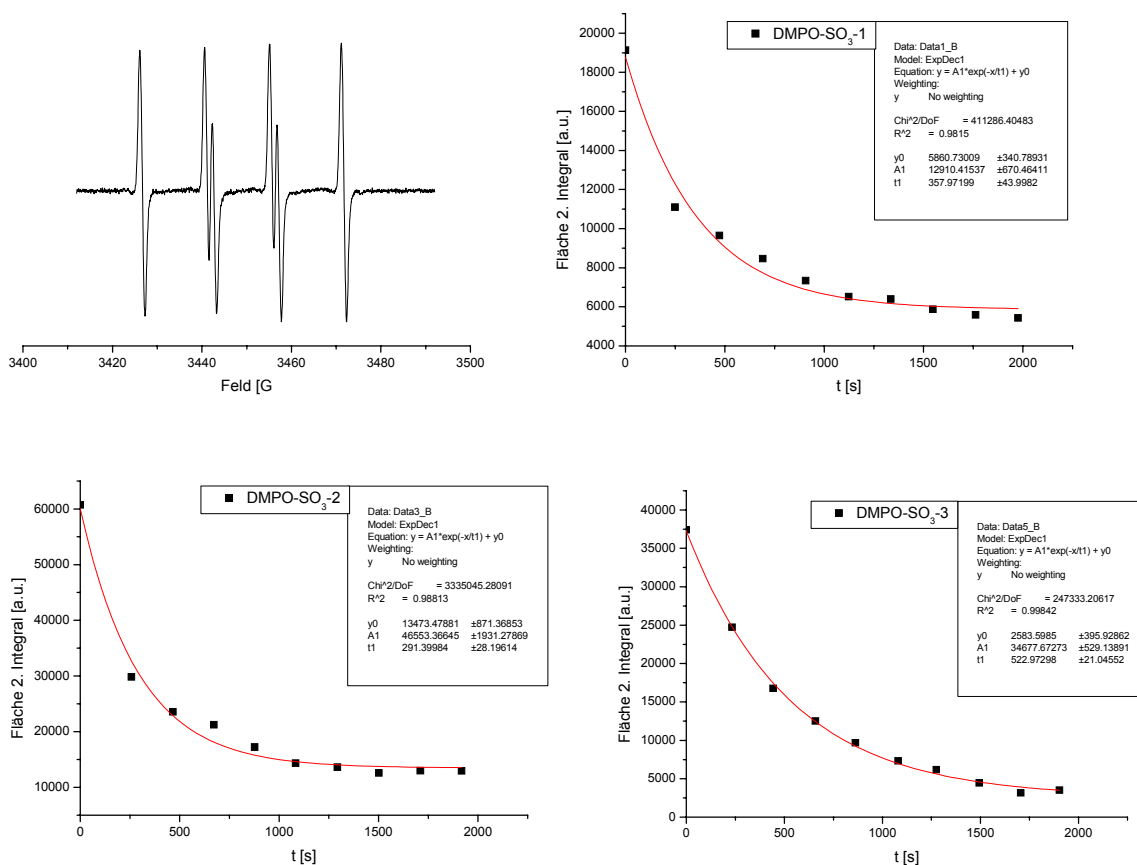 3400 3420 3440 3460 3480 3500
Feld [G
DMPO-SO3-1
Data: Data1_B
Model: ExpDec1
Equation: y = A1*exp(-x/t1) + y0
Weighting:
y No weighting
Chi^2/DoF = 411286.40483
R^2 = 0.9815
y0 5860.73009 ±340.78931
A1 12910.41537 ±670.46411
t1 357.97199 ±43.9982
20000
18000
16000
14000
12000
10000
8000
6000
4000
Fläche 2. Integral [a.u.]
0 500 1000 1500 2000
t [s]
DMPO-SO3-2
Data: Data3_B
Model: ExpDec1
Equation: y = A1*exp(-x/t1) + y0
Weighting:
y No weighting
Chi^2/DoF = 3335045.28091
R^2 = 0.98813
y0 13473.47881 ±871.36853
A1 46553.36645 ±1931.27869
t1 291.39984 ±28.19614
60000
50000
40000
30000
20000
10000
Fläche 2. Integral [a.u.]
0 500 1000 1500 2000
t [s]
DMPO-SO3-3
Data: Data5_B
Model: ExpDec1
Equation: y = A1*exp(-x/t1) + y0
Weighting:
y No weighting
Chi^2/DoF = 247333.20617
R^2 = 0.99842
y0 2583.5985 ±395.92862
A1 34677.67273 ±529.13891
t1 522.97298 ±21.04552
40000
35000
30000
25000
20000
15000
10000
5000
0
Fläche 2. Integral [a.u.]
0 500 1000 1500 2000
t [s]